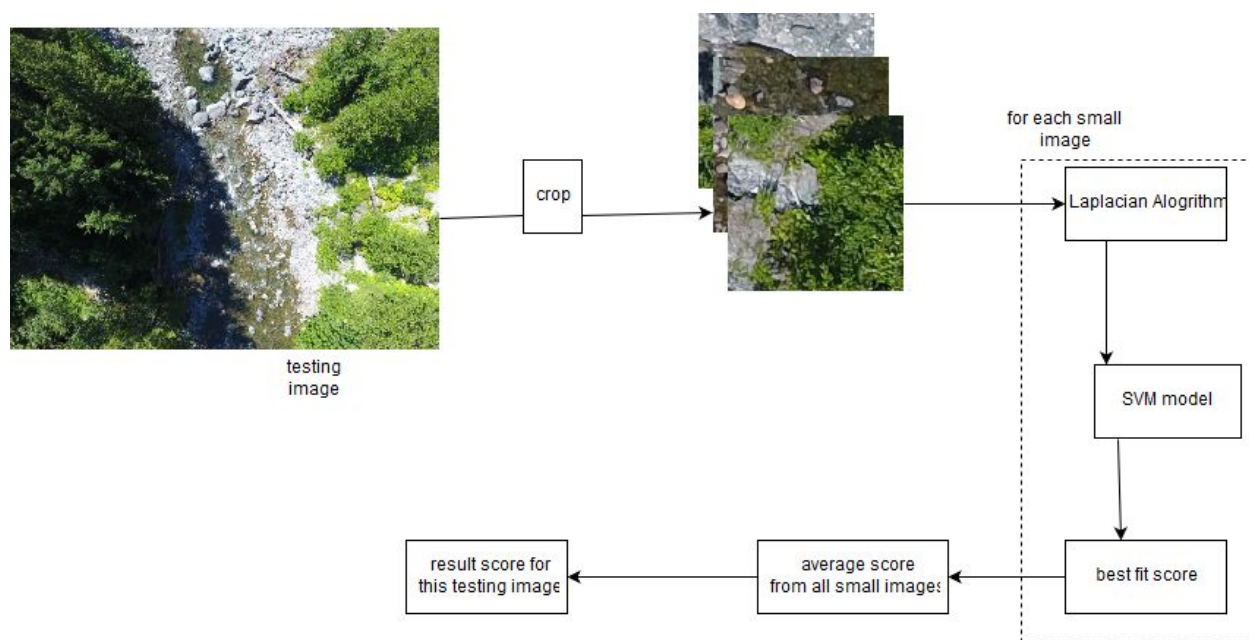 testing
image
crop
for each small
image
Laplacian Alogrithm
SVM model
best fit score
average score
from all small images
result score for
this testing image